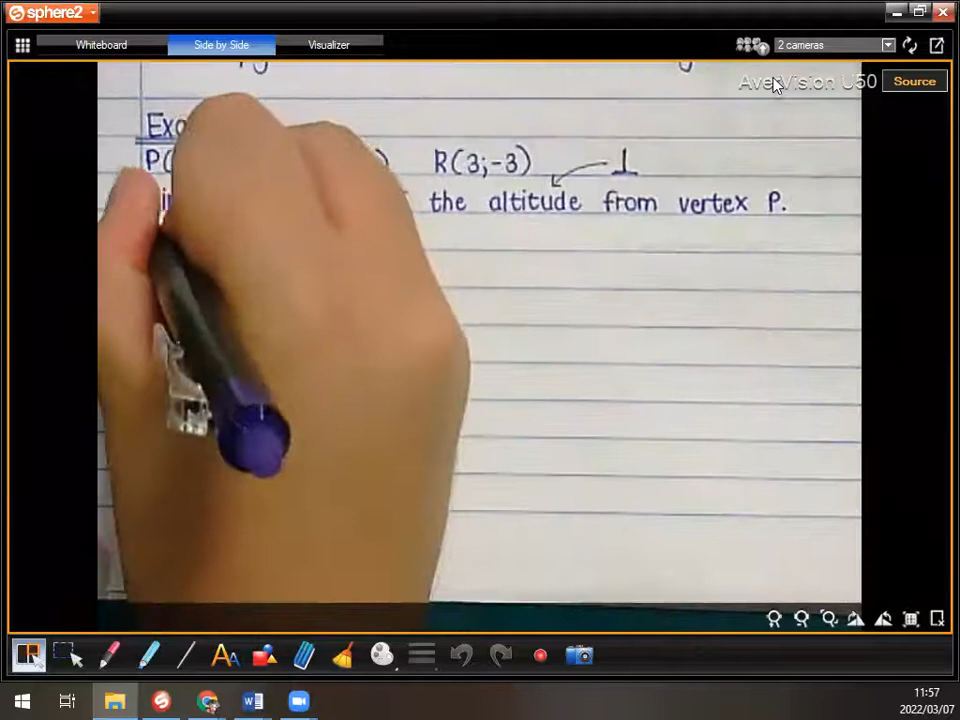 sphere2
Whiteboard Side by Side Visualizer 2 cameras
AverVision U50 Source
Exa
P( ) R(3;-3) ⊥
the altitude from vertex P.
11:57
2022/03/07